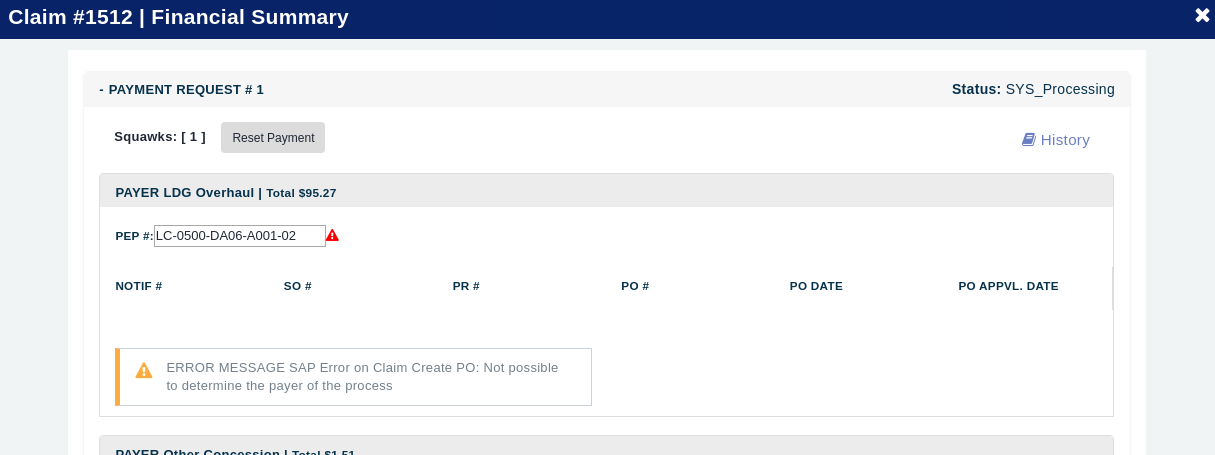 Claim #1512 | Financial Summary
- PAYMENT REQUEST # 1 Status: SYS_Processing
Squawks: [ 1 ] Reset Payment History
PAYER LDG Overhaul | Total $95.27
PEP #: LC-0500-DA06-A001-02
NOTIF # SO # PR # PO # PO DATE PO APPVL. DATE
ERROR MESSAGE SAP Error on Claim Create PO: Not possible
to determine the payer of the process
PAYER Other Concession | Total $1.51